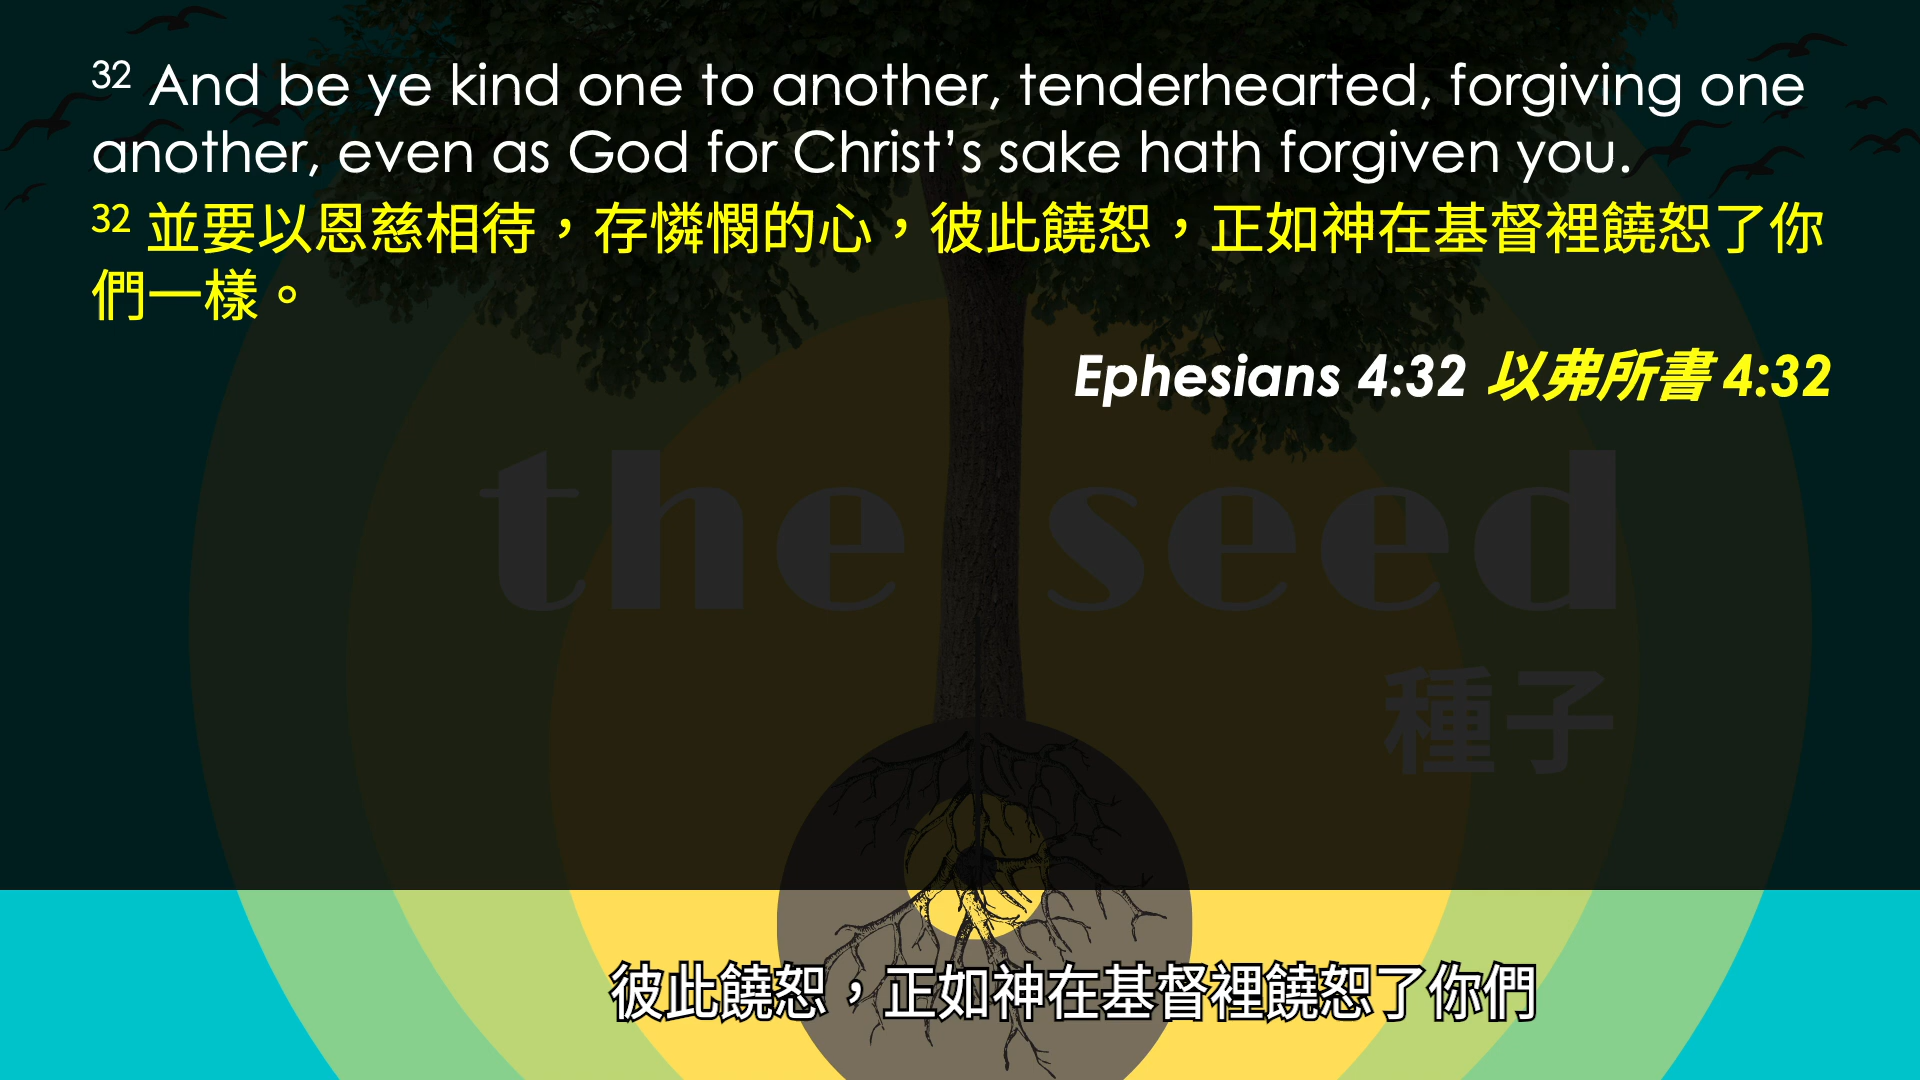 32 And be ye kind one to another, tenderhearted, forgiving one
another, even as God for Christ’s sake hath forgiven you.
32 並要以恩慈相待，存憐憫的心，彼此饒恕，正如神在基督裡饒恕了你
們一樣。
Ephesians 4:32 以弗所書 4:32
the seed
種子
彼此饒恕，正如神在基督裡饒恕了你們